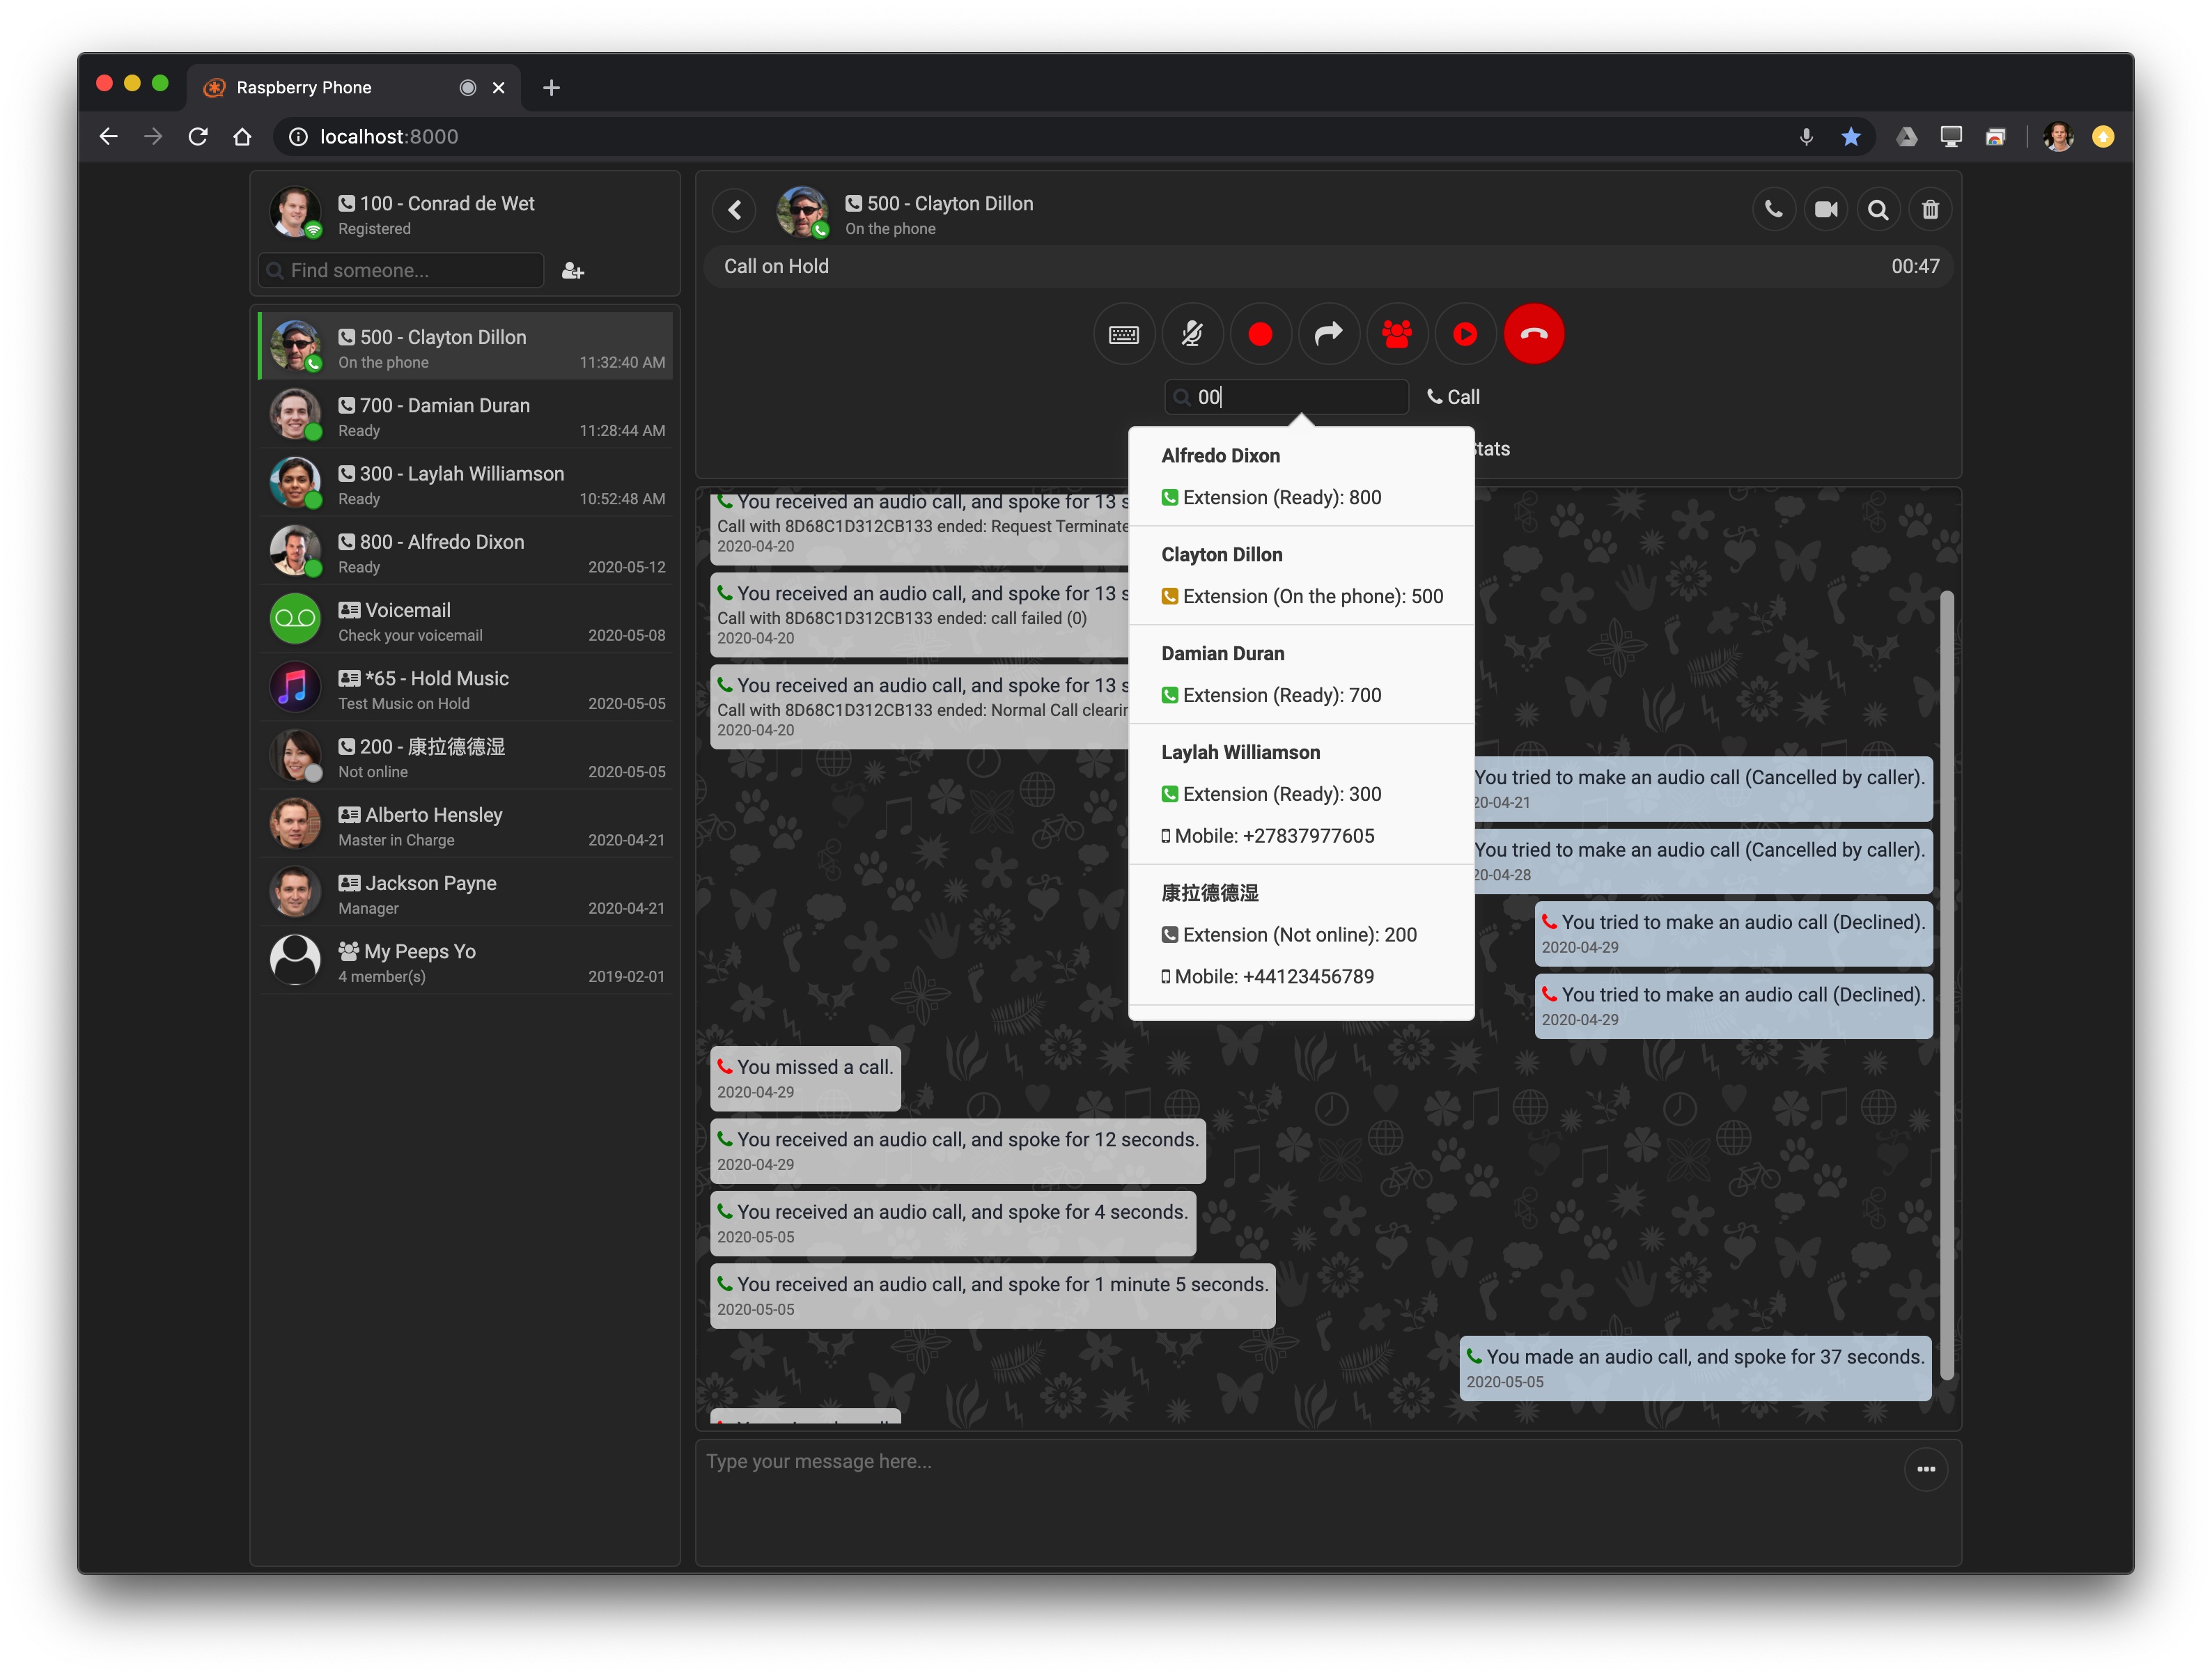 Raspberry Phone
localhost:8000
100 - Conrad de Wet
Registered
Find someone...
500 - Clayton Dillon
On the phone
11:32:40 AM
700 - Damian Duran
Ready
11:28:44 AM
300 - Laylah Williamson
Ready
10:52:48 AM
800 - Alfredo Dixon
Ready
2020-05-12
Voicemail
Check your voicemail
2020-05-08
*65 - Hold Music
Test Music on Hold
2020-05-05
200 - 康拉德德湿
Not online
2020-05-05
Alberto Hensley
Master in Charge
2020-04-21
Jackson Payne
Manager
2020-04-21
My Peeps Yo
4 member(s)
2019-02-01
500 - Clayton Dillon
On the phone
Call on Hold
00:47
00
Call
Stats
Alfredo Dixon
Extension (Ready): 800
Clayton Dillon
Extension (On the phone): 500
Damian Duran
Extension (Ready): 700
Laylah Williamson
Extension (Ready): 300
Mobile: +27837977605
康拉德德湿
Extension (Not online): 200
Mobile: +44123456789
You received an audio call, and spoke for 13 s
Call with 8D68C1D312CB133 ended: Request Terminate
2020-04-20
You received an audio call, and spoke for 13 s
Call with 8D68C1D312CB133 ended: call failed (0)
2020-04-20
You received an audio call, and spoke for 13 s
Call with 8D68C1D312CB133 ended: Normal Call clearin
2020-04-20
You tried to make an audio call (Cancelled by caller).
20-04-21
You tried to make an audio call (Cancelled by caller).
20-04-28
You tried to make an audio call (Declined).
2020-04-29
You tried to make an audio call (Declined).
2020-04-29
You missed a call.
2020-04-29
You received an audio call, and spoke for 12 seconds.
2020-04-29
You received an audio call, and spoke for 4 seconds.
2020-05-05
You received an audio call, and spoke for 1 minute 5 seconds.
2020-05-05
You made an audio call, and spoke for 37 seconds.
2020-05-05
Type your message here...